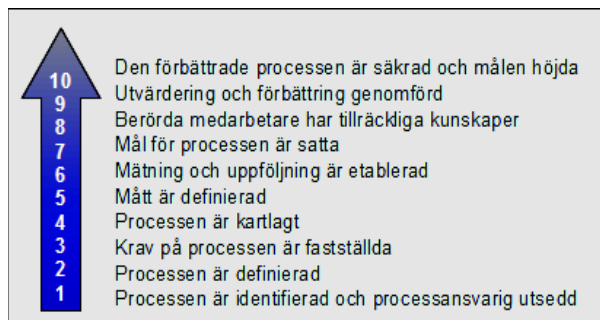 10 Den förbättrade processen är säkrad och målen höjda
9 Utvärdering och förbättring genomförd
8 Berörda medarbetare har tillräckliga kunskaper
7 Mål för processen är satta
6 Mätning och uppföljning är etablerad
5 Mått är definierad
4 Processen är kartlagt
3 Krav på processen är fastställda
2 Processen är definierad
1 Processen är identifierad och processansvarig utsedd